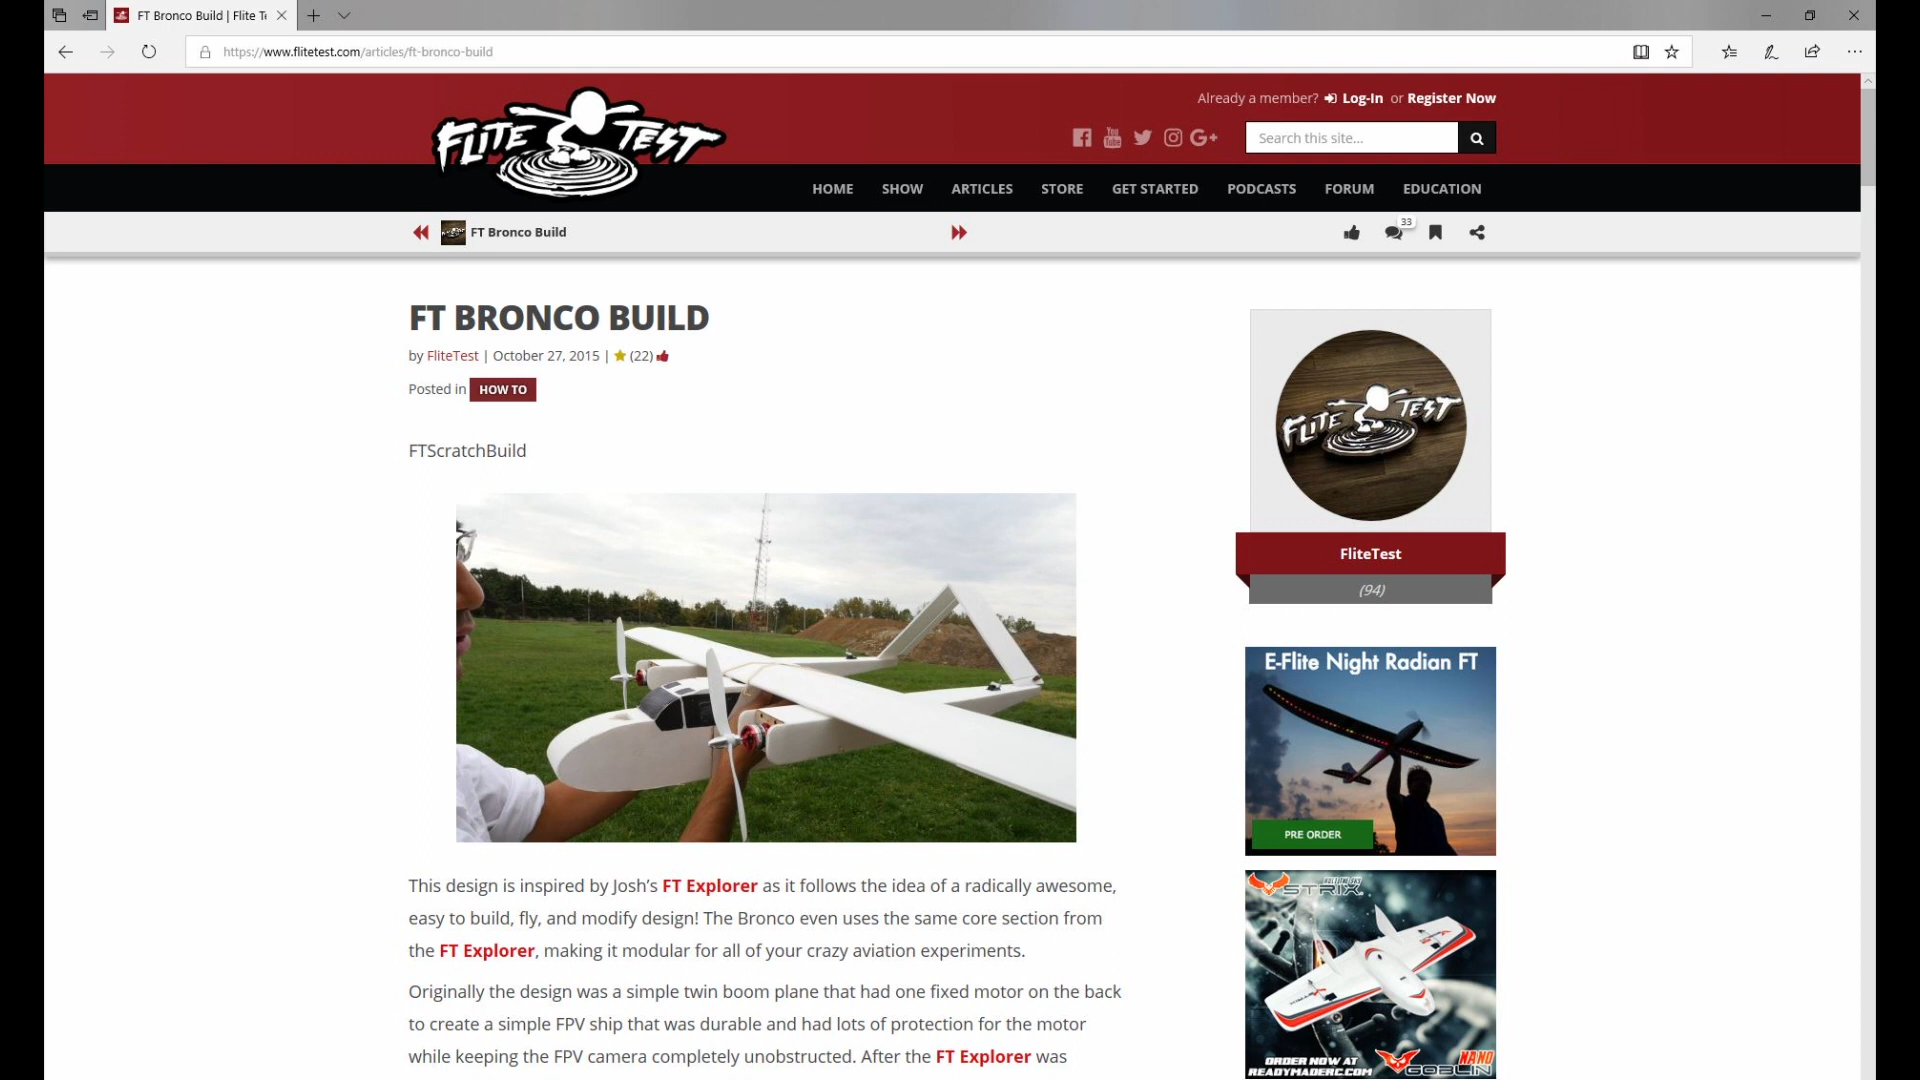 FT Bronco Build | Flite Te
https://www.flitetest.com/articles/ft-bronco-build
Already a member? Log-In or Register Now
FLITE TEST
Search this site...
HOME SHOW ARTICLES STORE GET STARTED PODCASTS FORUM EDUCATION
FT Bronco Build
33
FT BRONCO BUILD
by FliteTest | October 27, 2015 | (22)
Posted in HOW TO
FTScratchBuild
FLITE TEST
FliteTest
(94)
E-Flite Night Radian FT
PRE ORDER
STRIX
ORDER NOW AT
READYMADERC.COM
NANO
GOBLIN
This design is inspired by Josh's FT Explorer as it follows the idea of a radically awesome,
easy to build, fly, and modify design! The Bronco even uses the same core section from
the FT Explorer, making it modular for all of your crazy aviation experiments.
Originally the design was a simple twin boom plane that had one fixed motor on the back
to create a simple FPV ship that was durable and had lots of protection for the motor
while keeping the FPV camera completely unobstructed. After the FT Explorer was